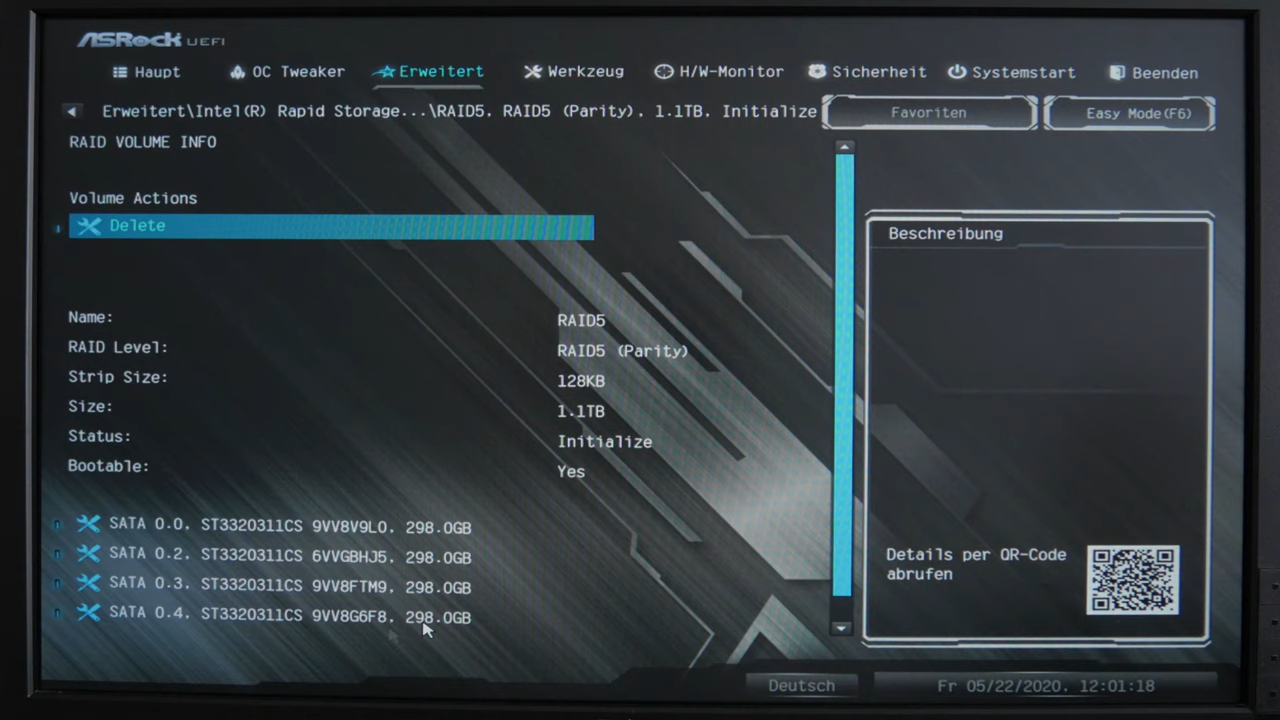 ASRock UEFI
Haupt OC Tweaker Erweitert Werkzeug H/W-Monitor Sicherheit Systemstart Beenden
Erweitert\Intel(R) Rapid Storage...\RAID5, RAID5 (Parity), 1.1TB, Initialize
Favoriten
Easy Mode(F6)
RAID VOLUME INFO
Volume Actions
Delete
Name: RAID5
RAID Level: RAID5 (Parity)
Strip Size: 128KB
Size: 1.1TB
Status: Initialize
Bootable: Yes
SATA 0.0, ST3320311CS 9VV8V9L0, 298.0GB
SATA 0.2, ST3320311CS 6VVGBHJ5, 298.0GB
SATA 0.3, ST3320311CS 9VV8FTM9, 298.0GB
SATA 0.4, ST3320311CS 9VV8G6F8, 298.0GB
Beschreibung
Details per QR-Code
abrufen
Deutsch
Fr 05/22/2020, 12:01:18